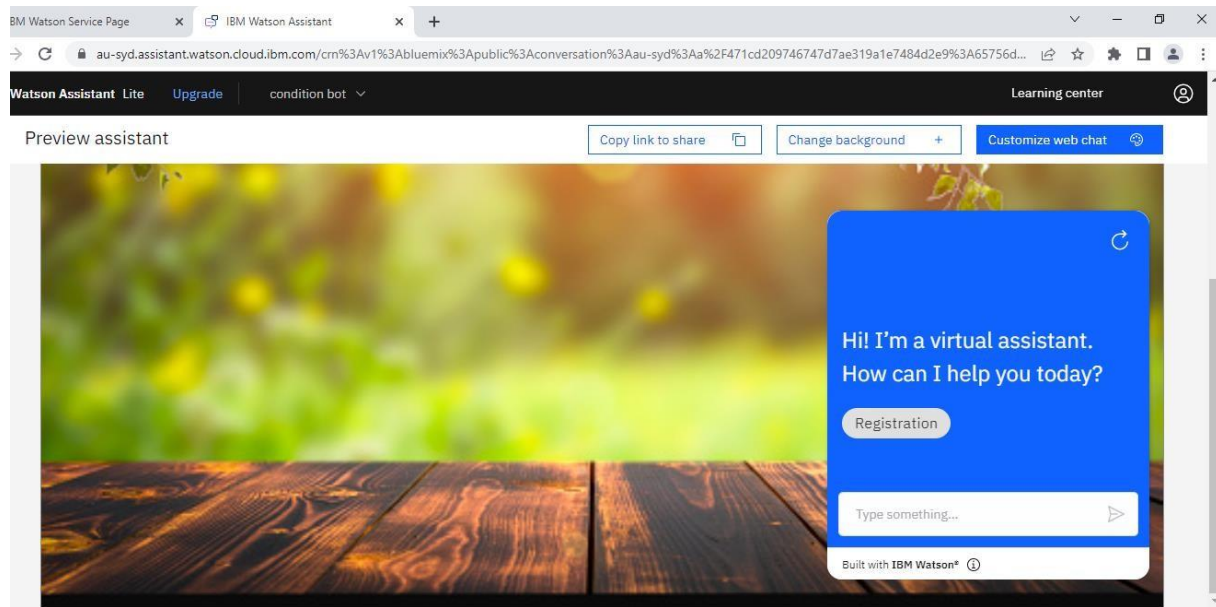 BM Watson Service Page
IBM Watson Assistant
au-syd.assistant.watson.cloud.ibm.com/crn%3Av1%3Abluemix%3Apublic%3Aconversation%3Aau-syd%3Aa%2F471cd209746747d7ae319a1e7484d2e9%3A65756d...
Watson Assistant Lite Upgrade condition bot Learning center
Preview assistant Copy link to share Change background + Customize web chat
Hi! I’m a virtual assistant.
How can I help you today?
Registration
Type something...
Built with IBM Watson®